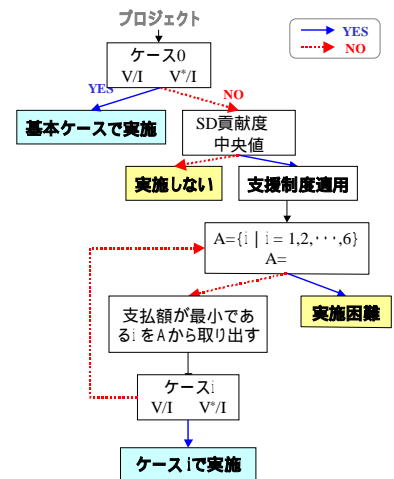 プロジェクト
YES
NO
ケース0
V/I V*/I
YES
NO
基本ケースで実施
SD貢献度
中央値
実施しない
支援制度適用
A={i | i = 1,2,･･･,6}
A=
支払額が最小であ
るiをAから取り出す
実施困難
ケースi
V/I V*/I
ケースiで実施